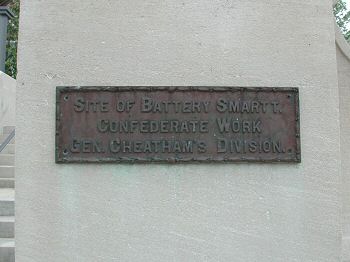 SITE OF BATTERY SMARTT.
CONFEDERATE WORK
GEN. CHEATHAM'S DIVISION.